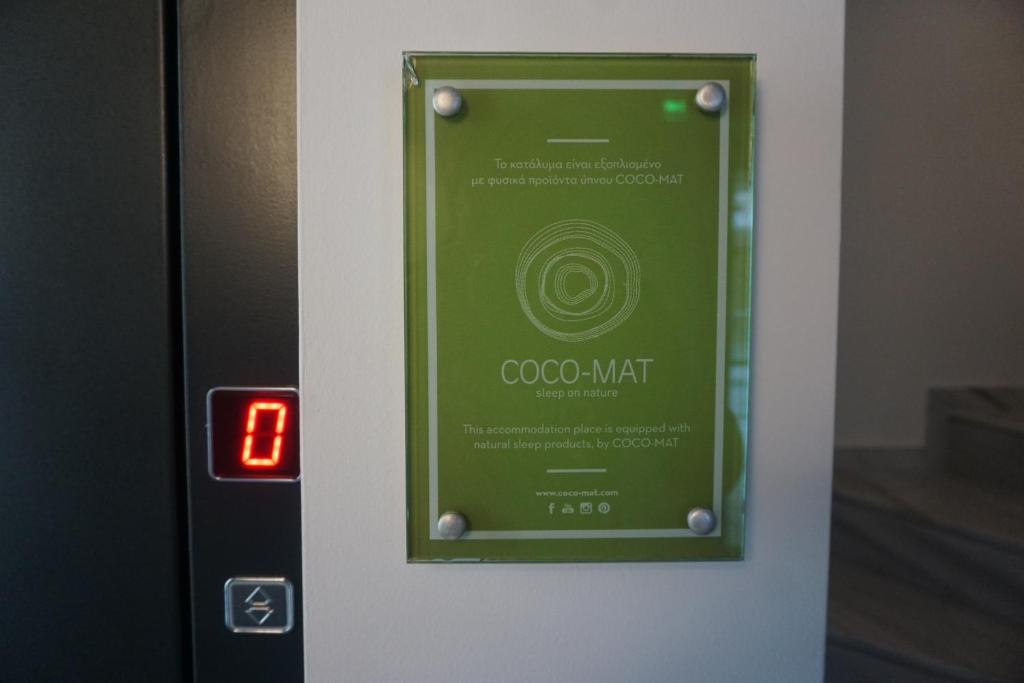 0
Το κατάλυμα είναι εξοπλισμένο
με φυσικά προϊόντα ύπνου COCO-MAT
COCO-MAT
sleep on nature
This accommodation place is equipped with
natural sleep products, by COCO-MAT
www.coco-mat.com